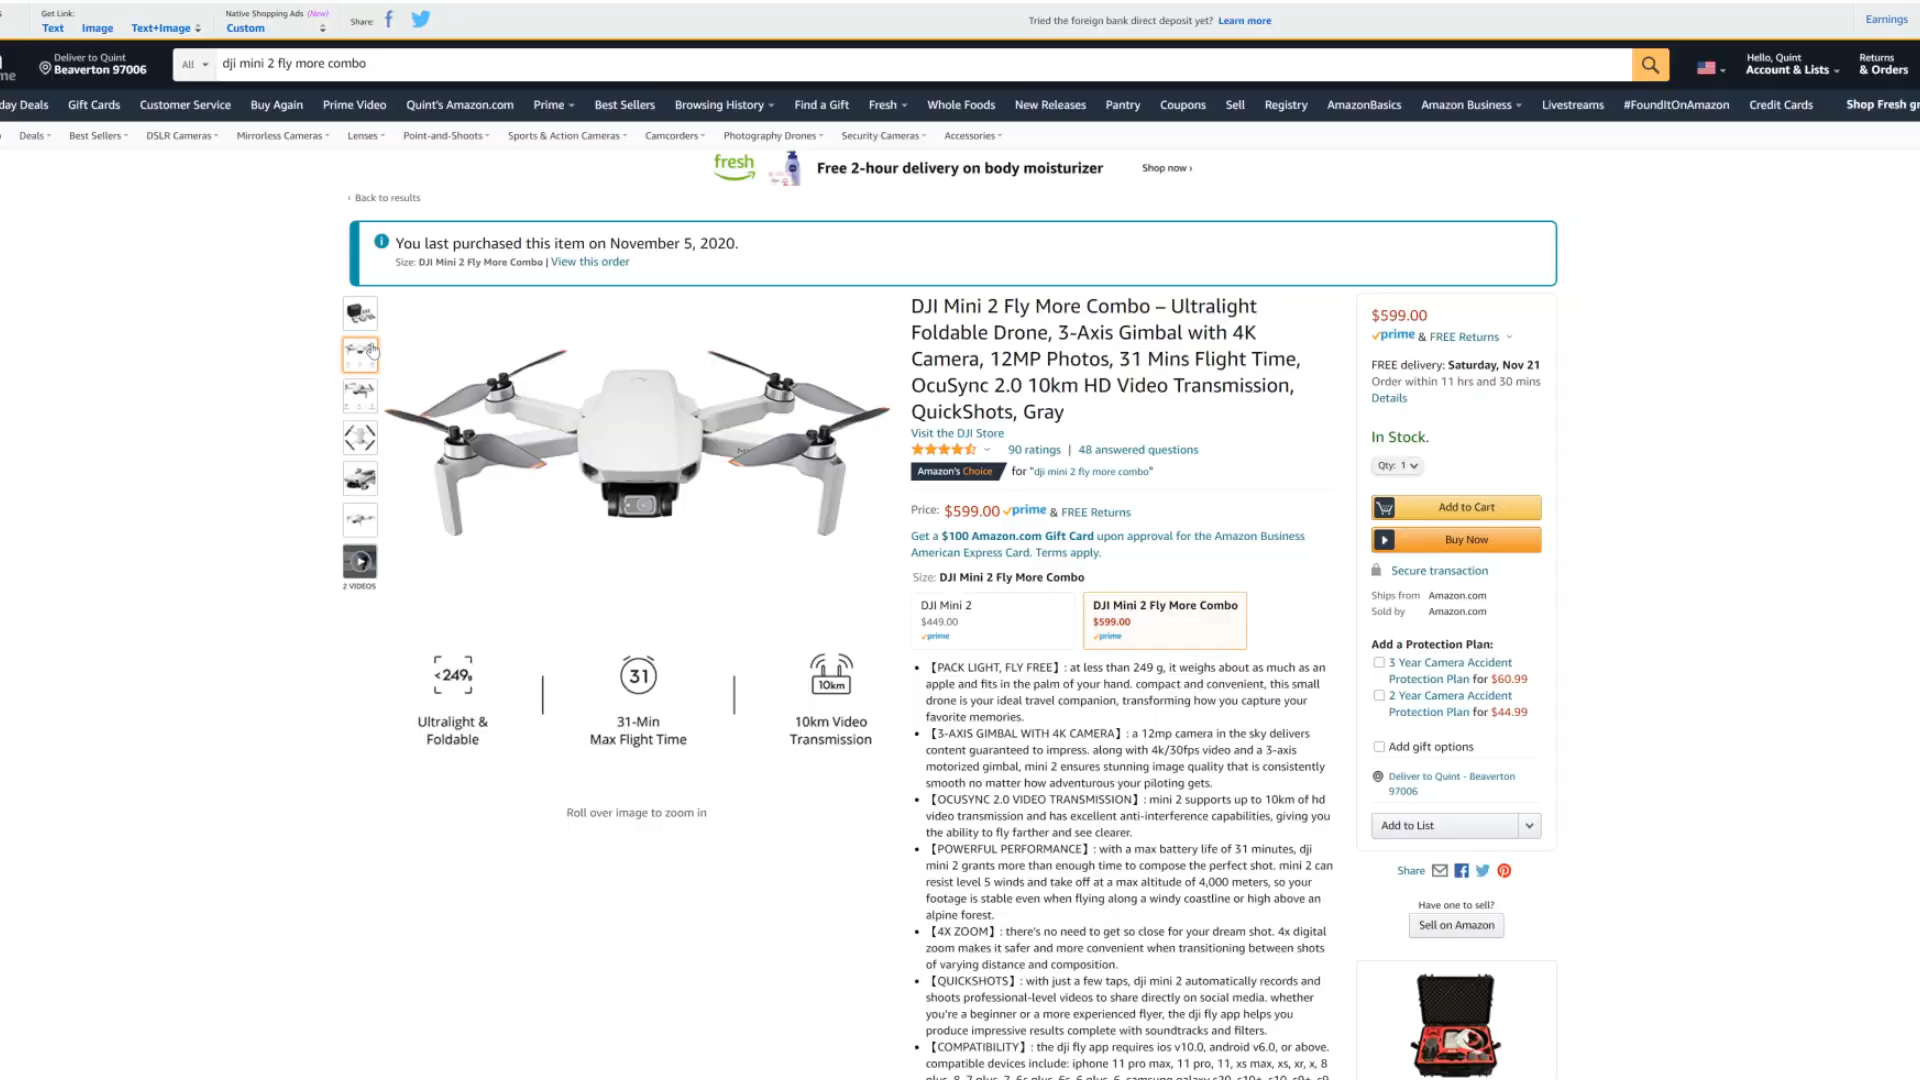 Get Link:
Text Image Text+Image
Native Shopping Ads (New)
Custom
Share:
Tried the foreign bank direct deposit yet? Learn more
Earnings
Deliver to Quint
Beaverton 97006
All
dji mini 2 fly more combo
Hello, Quint
Account & Lists
Returns
& Orders
Gift Cards Customer Service Buy Again Prime Video Quint's Amazon.com Prime Best Sellers Browsing History Find a Gift Fresh Whole Foods New Releases Pantry Coupons Sell Registry AmazonBasics Amazon Business Livestreams #FoundItOnAmazon Credit Cards Shop Fresh
Deals Best Sellers DSLR Cameras Mirrorless Cameras Lenses Point-and-Shoots Sports & Action Cameras Camcorders Photography Drones Security Cameras Accessories
fresh
Free 2-hour delivery on body moisturizer
Shop now ›
‹ Back to results
You last purchased this item on November 5, 2020.
Size: DJI Mini 2 Fly More Combo | View this order
2 VIDEOS
<249g
Ultralight &
Foldable
31
31-Min
Max Flight Time
10km
10km Video
Transmission
Roll over image to zoom in
DJI Mini 2 Fly More Combo – Ultralight
Foldable Drone, 3-Axis Gimbal with 4K
Camera, 12MP Photos, 31 Mins Flight Time,
OcuSync 2.0 10km HD Video Transmission,
QuickShots, Gray
Visit the DJI Store
90 ratings | 48 answered questions
Amazon's Choice for "dji mini 2 fly more combo"
Price: $599.00 prime & FREE Returns
Get a $100 Amazon.com Gift Card upon approval for the Amazon Business
American Express Card. Terms apply.
Size: DJI Mini 2 Fly More Combo
DJI Mini 2
$449.00
prime
DJI Mini 2 Fly More Combo
$599.00
prime
• 【PACK LIGHT, FLY FREE】: at less than 249 g, it weighs about as much as an
apple and fits in the palm of your hand. compact and convenient, this small
drone is your ideal travel companion, transforming how you capture your
favorite memories.
• 【3-AXIS GIMBAL WITH 4K CAMERA】: a 12mp camera in the sky delivers
content guaranteed to impress. along with 4k/30fps video and a 3-axis
motorized gimbal, mini 2 ensures stunning image quality that is consistently
smooth no matter how adventurous your piloting gets.
• 【OCUSYNC 2.0 VIDEO TRANSMISSION】: mini 2 supports up to 10km of hd
video transmission and has excellent anti-interference capabilities, giving you
the ability to fly farther and see clearer.
• 【POWERFUL PERFORMANCE】: with a max battery life of 31 minutes, dji
mini 2 grants more than enough time to compose the perfect shot. mini 2 can
resist level 5 winds and take off at a max altitude of 4,000 meters, so your
footage is stable even when flying along a windy coastline or high above an
alpine forest.
• 【4X ZOOM】: there's no need to get so close for your dream shot. 4x digital
zoom makes it safer and more convenient when transitioning between shots
of varying distance and composition.
• 【QUICKSHOTS】: with just a few taps, dji mini 2 automatically records and
shoots professional-level videos to share directly on social media. whether
you're a beginner or a more experienced flyer, the dji fly app helps you
produce impressive results complete with soundtracks and filters.
• 【COMPATIBILITY】: the dji fly app requires ios v10.0, android v6.0, or above.
compatible devices include: iphone 11 pro max, 11 pro, 11, xs max, xs, xr, x, 8
$599.00
prime & FREE Returns
FREE delivery: Saturday, Nov 21
Order within 11 hrs and 30 mins
Details
In Stock.
Qty: 1
Add to Cart
Buy Now
Secure transaction
Ships from Amazon.com
Sold by Amazon.com
Add a Protection Plan:
3 Year Camera Accident
Protection Plan for $60.99
2 Year Camera Accident
Protection Plan for $44.99
Add gift options
Deliver to Quint - Beaverton
97006
Add to List
Share
Have one to sell?
Sell on Amazon